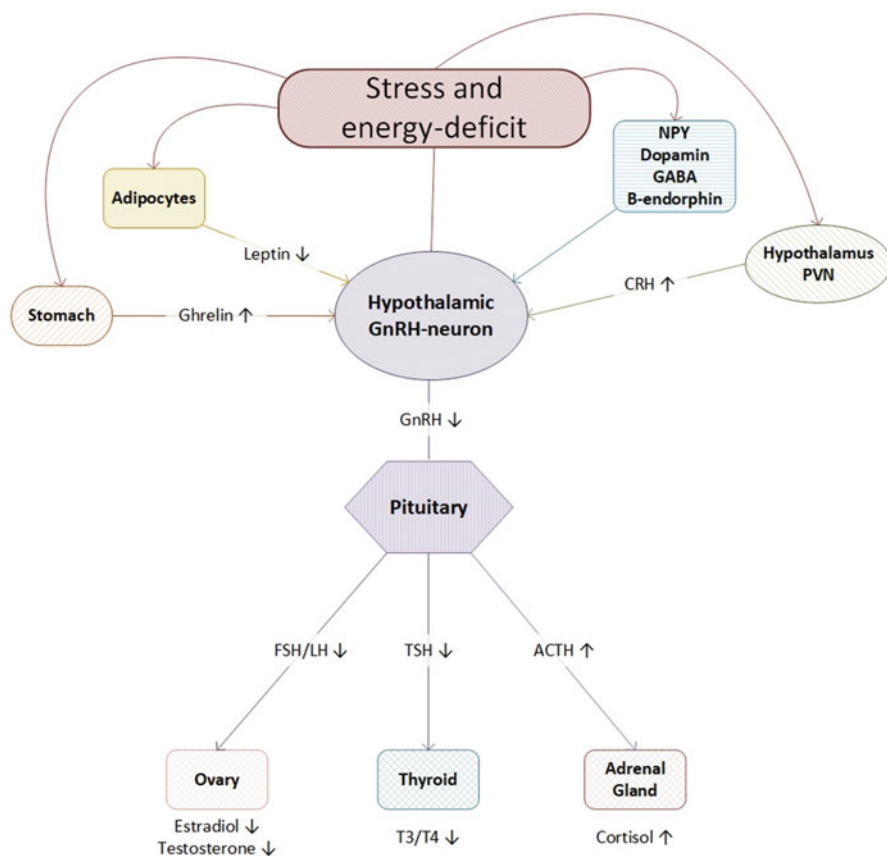 Stress and
energy-deficit
NPY
Dopamin
GABA
B-endorphin
Adipocytes
Leptin ↓
Hypothalamus
PVN
CRH ↑
Stomach
Ghrelin ↑
Hypothalamic
GnRH-neuron
GnRH ↓
Pituitary
FSH/LH ↓
TSH ↓
ACTH ↑
Ovary
Thyroid
Adrenal
Gland
Estradiol ↓
Testosterone ↓
T3/T4 ↓
Cortisol ↑